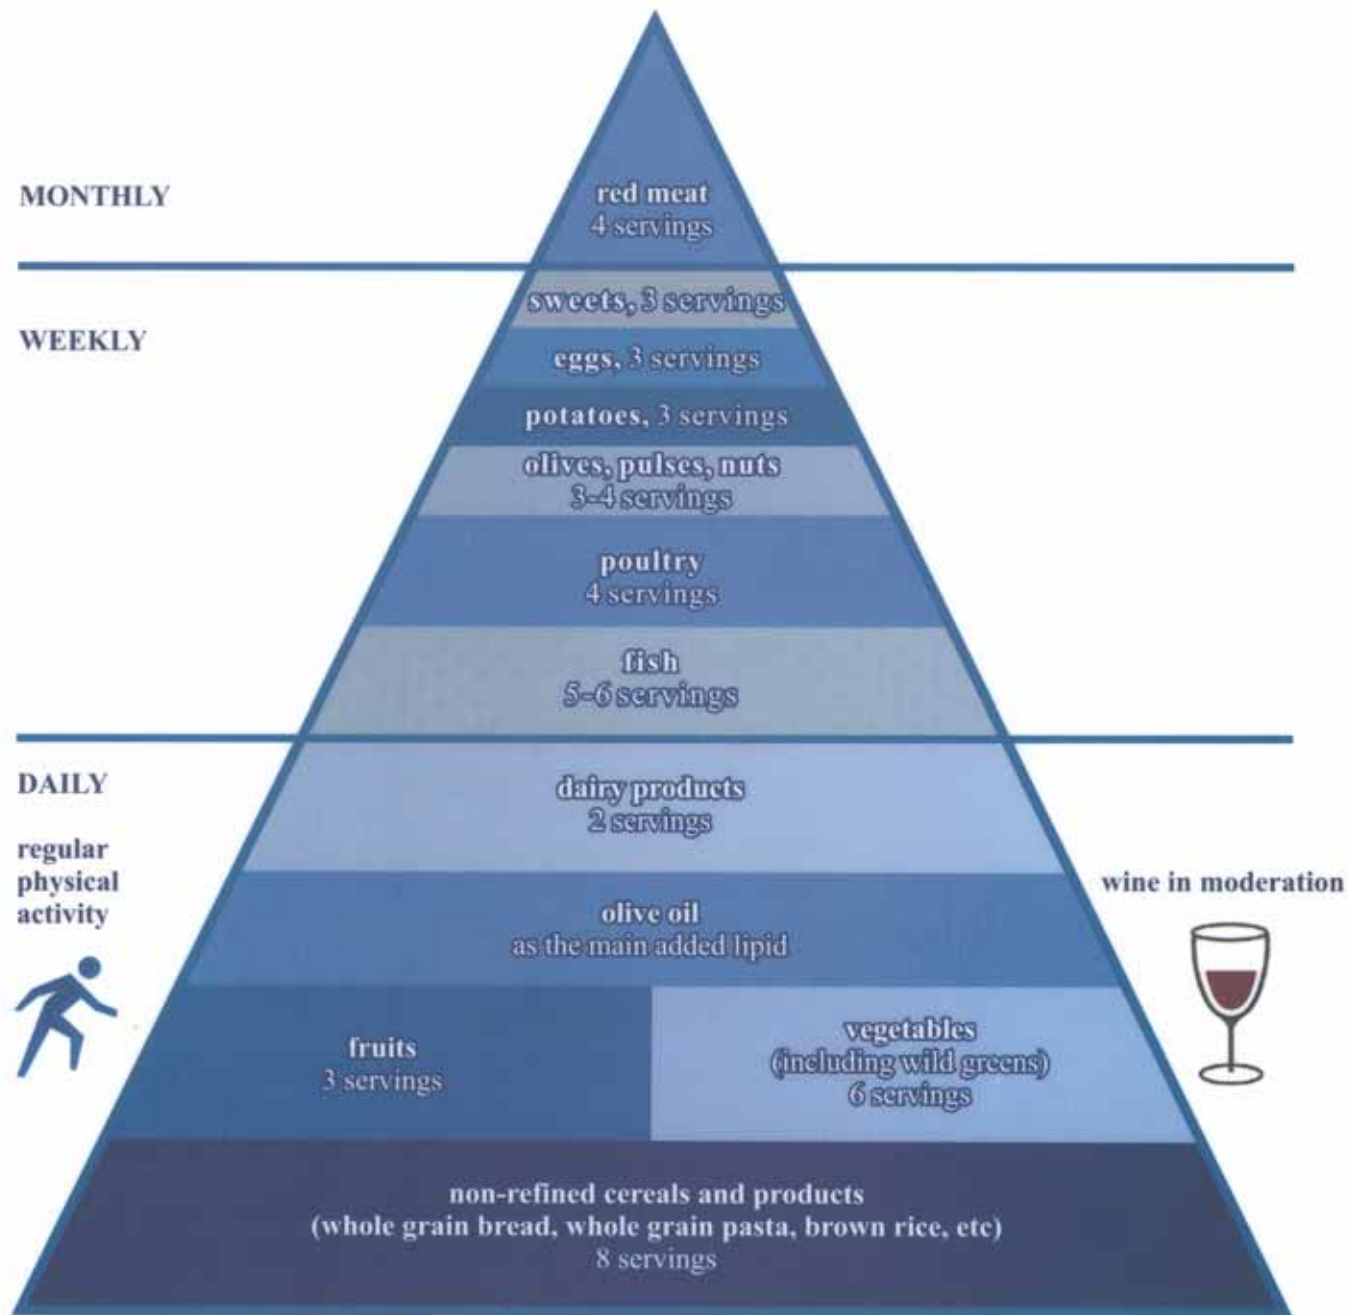 MONTHLY
red meat
4 servings
WEEKLY
sweets, 3 servings
eggs, 3 servings
potatoes, 3 servings
olives, pulses, nuts
3-4 servings
poultry
4 servings
fish
5-6 servings
DAILY
regular
physical
activity
dairy products
2 servings
olive oil
as the main added lipid
wine in moderation
fruits
3 servings
vegetables
(including wild greens)
6 servings
non-refined cereals and products
(whole grain bread, whole grain pasta, brown rice, etc)
8 servings